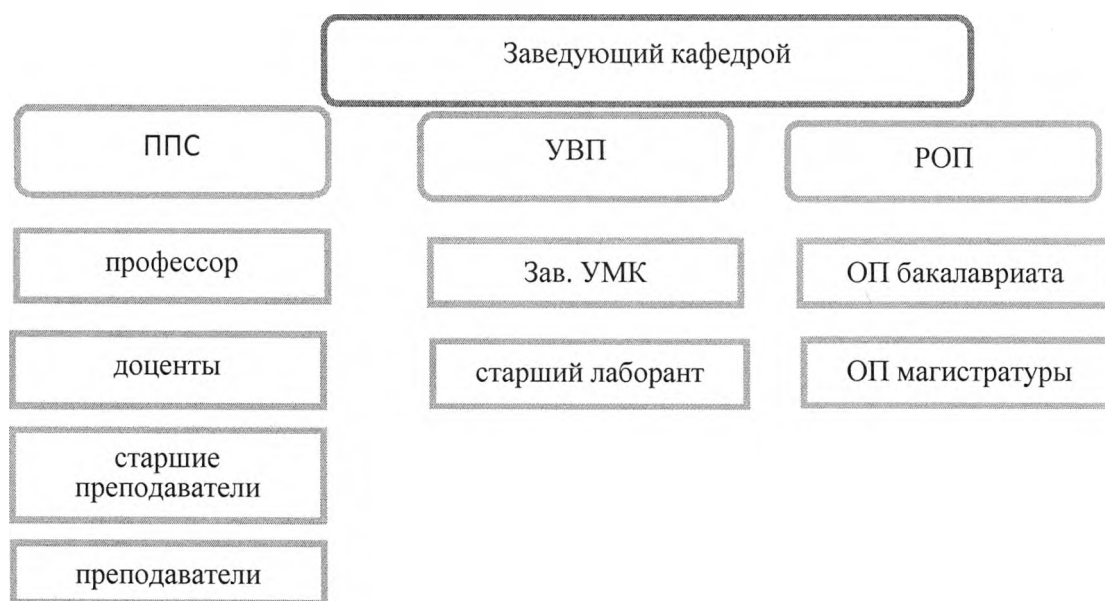 Заведующий кафедрой
ППС
УВП
РОП
профессор
Зав. УМК
ОП бакалавриата
доценты
старший лаборант
ОП магистратуры
старшие
преподаватели
преподаватели